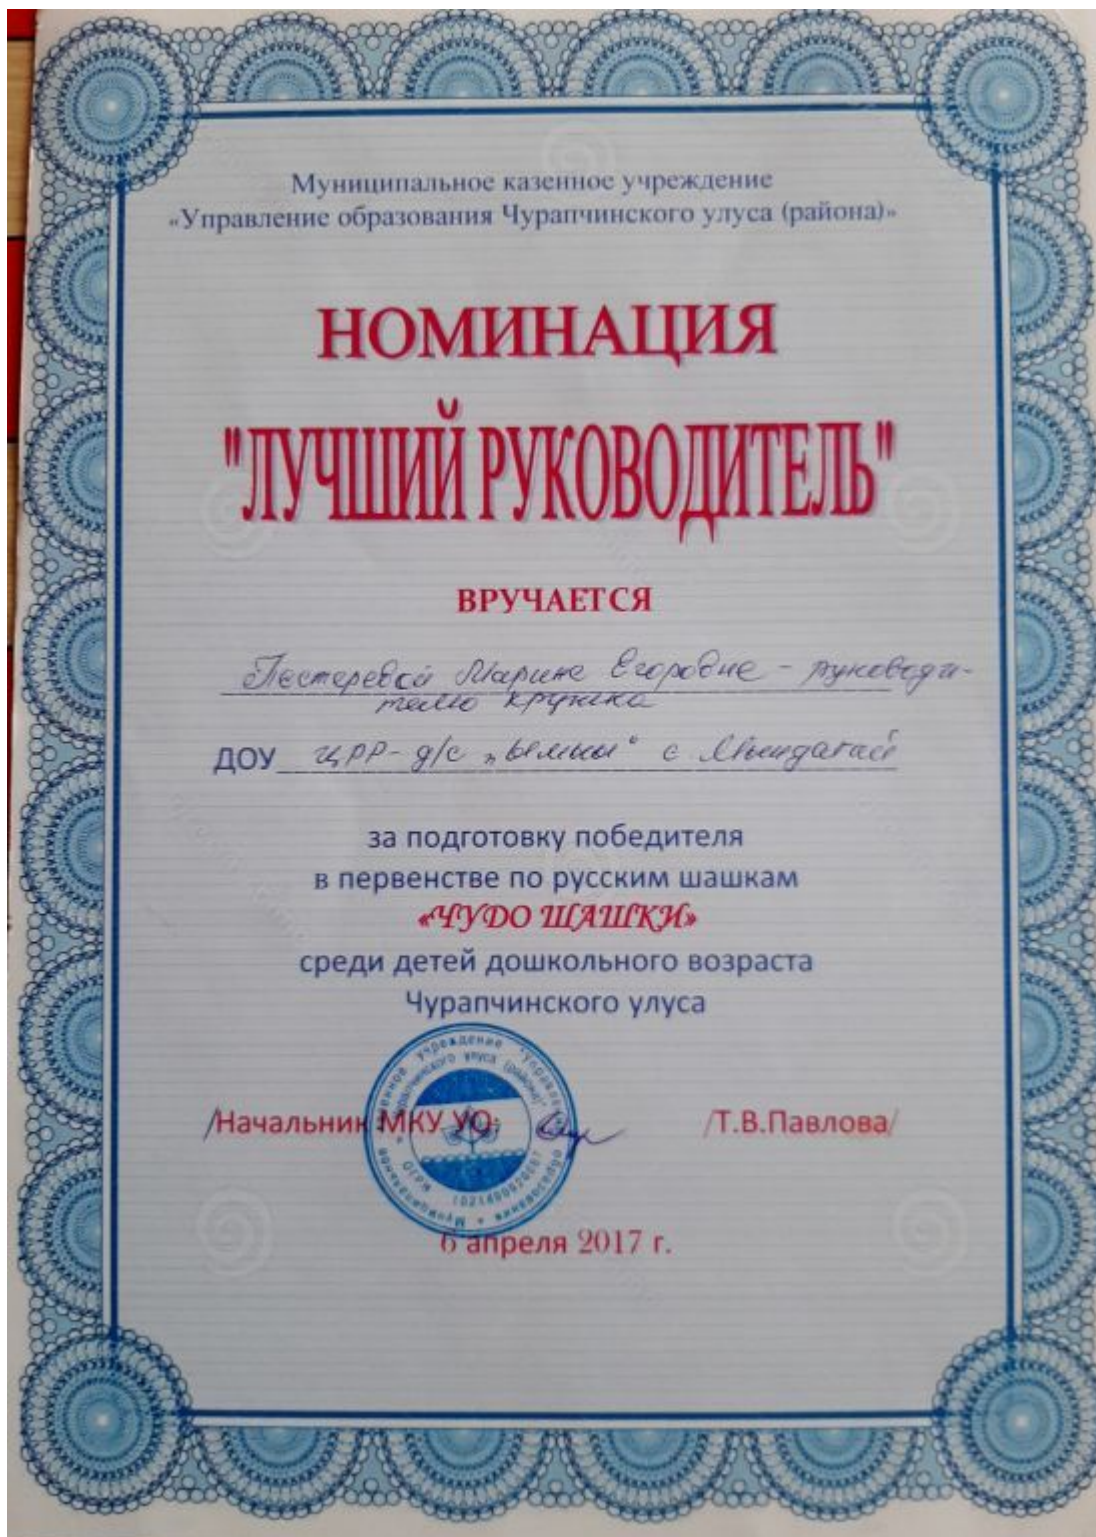 Муниципальное казенное учреждение
«Управление образования Чурапчинского улуса (района)»
НОМИНАЦИЯ
"ЛУЧШИЙ РУКОВОДИТЕЛЬ"
ВРУЧАЕТСЯ
Пестеревой Марине Егоровне - руководи-
телю кружка
ДОУ ЦРР-д/с с Мындагай
за подготовку победителя
в первенстве по русским шашкам
«ЧУДО ШАШКИ»
среди детей дошкольного возраста
Чурапчинского улуса
/Начальник МКУ УО: /Т.В.Павлова/
6 апреля 2017 г.